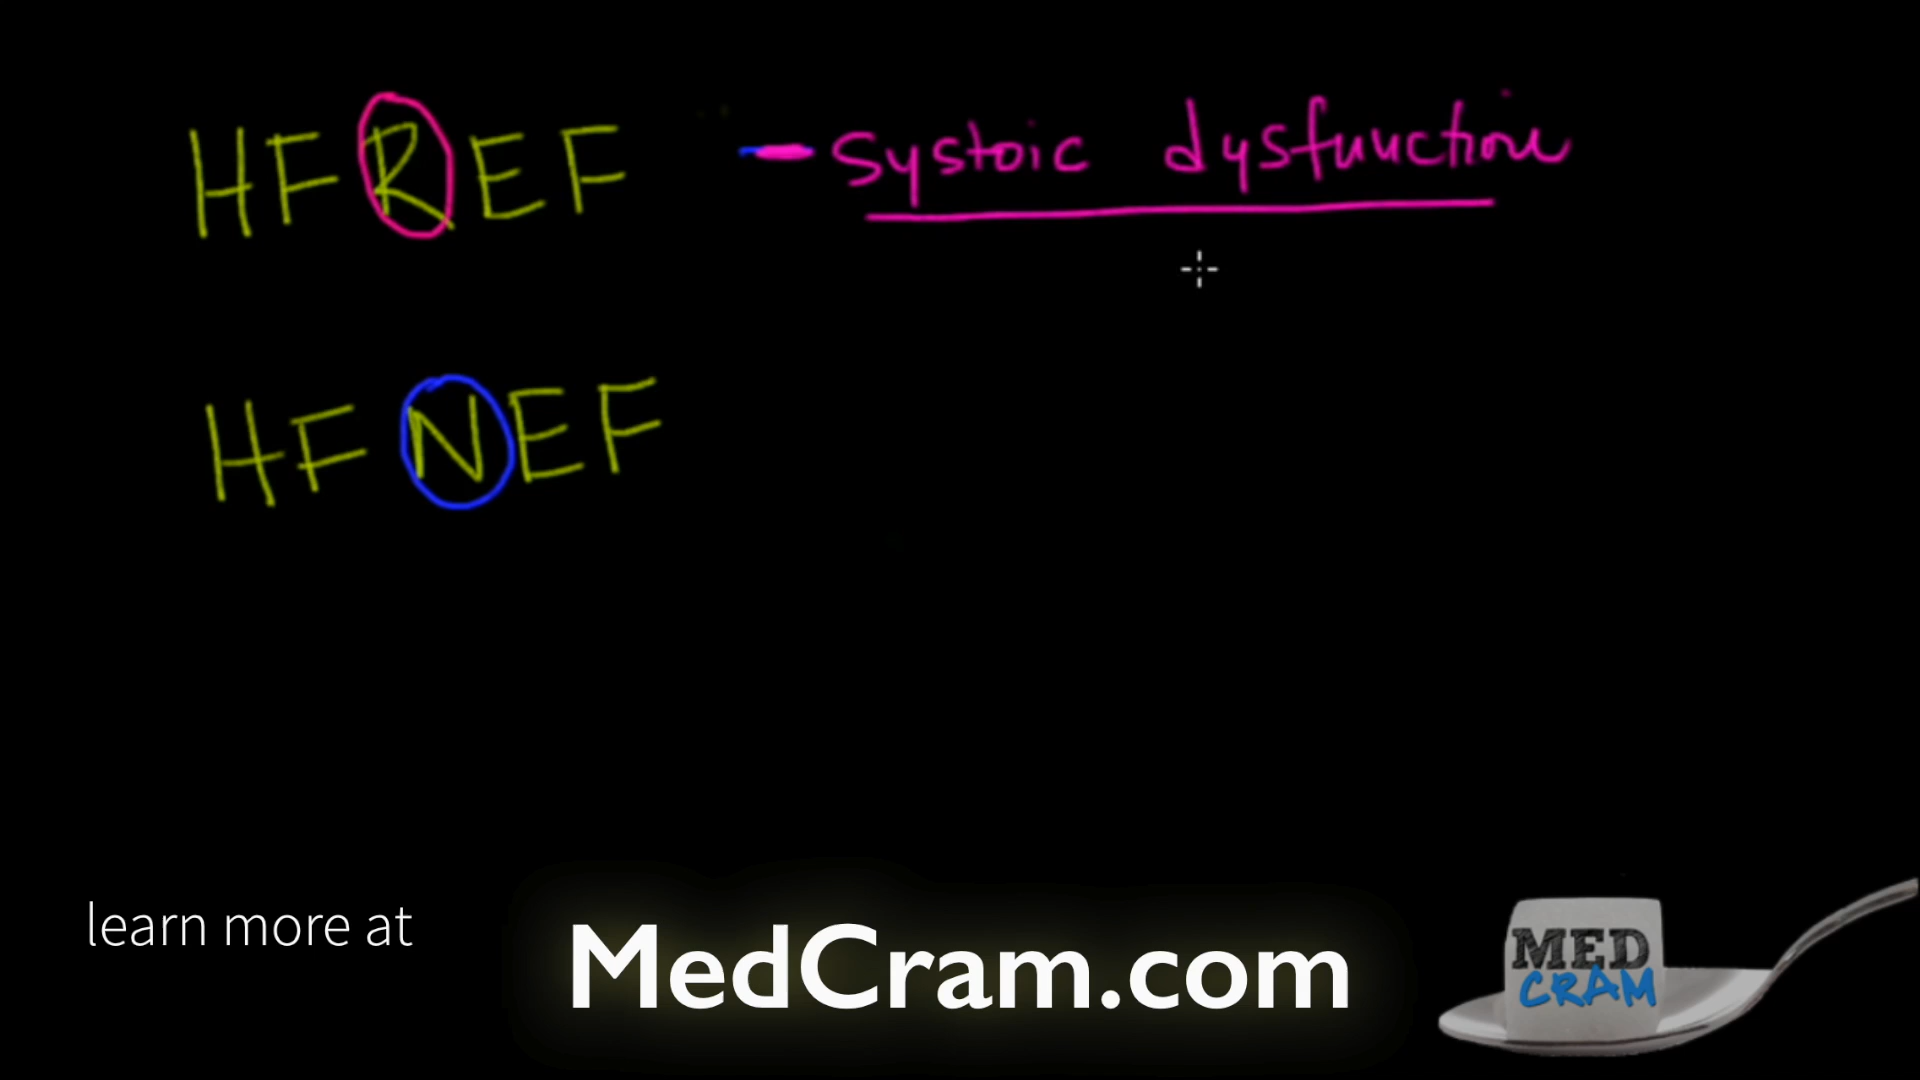 HFREF - Systoic dysfunction
HFNEF
learn more at
MedCram.com
MED
CRAM